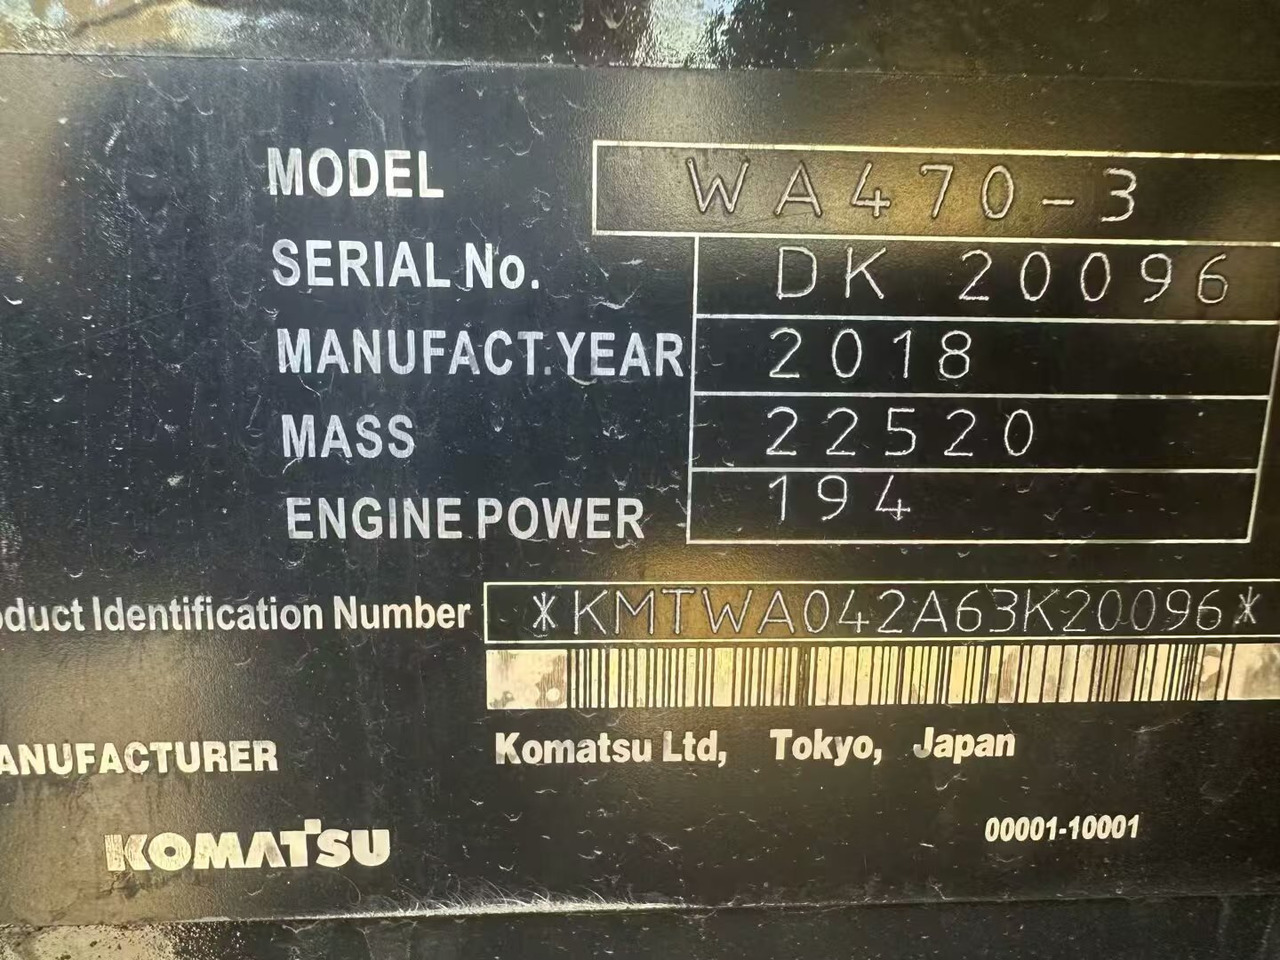 MODEL WA470-3
SERIAL No. DK 20096
MANUFACT.YEAR 2018
MASS 22520
ENGINE POWER 194
oduct Identification Number *KMTWA042A63K20096*
ANUFACTURER Komatsu Ltd, Tokyo, Japan
KOMATSU 00001-10001